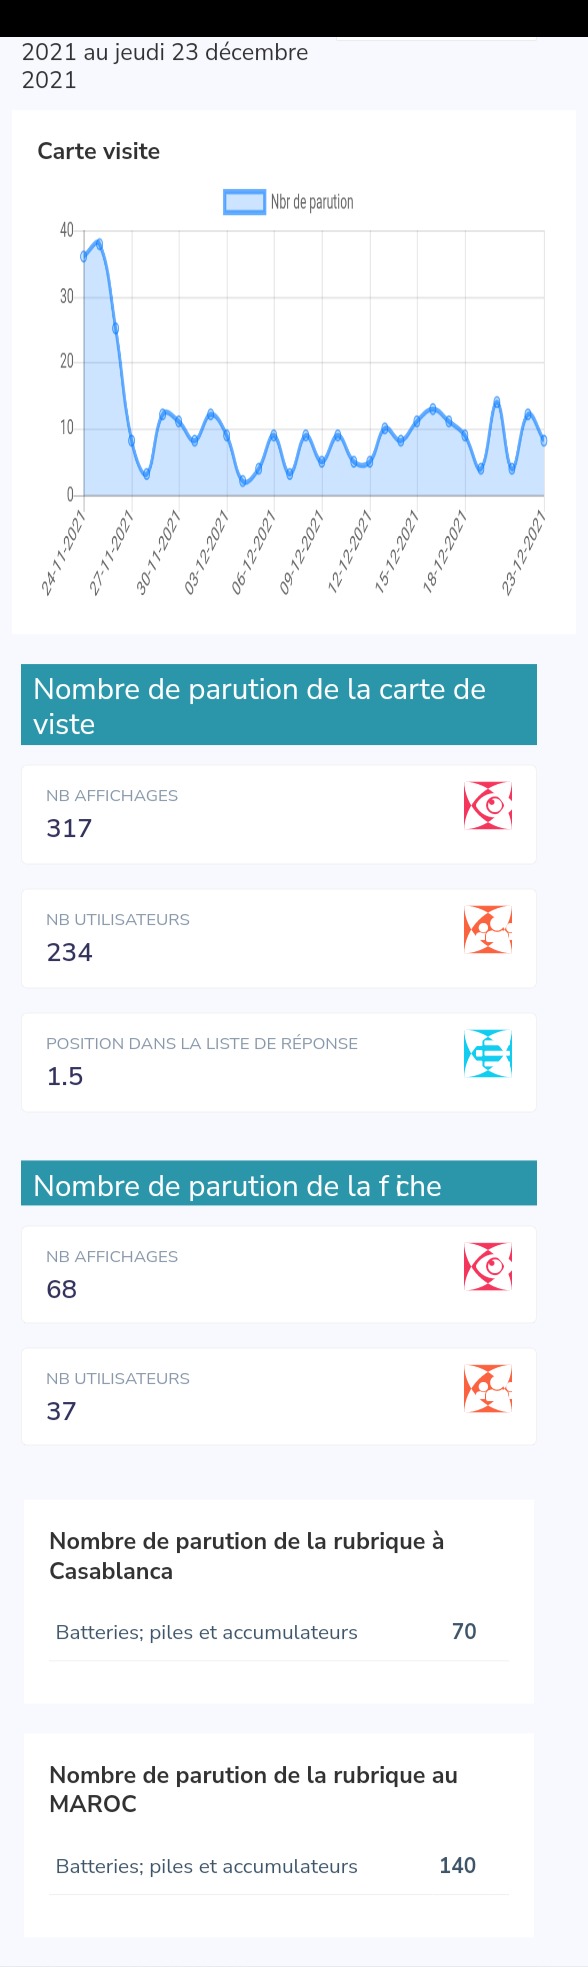 2021 au jeudi 23 décembre
2021
Carte visite
Nbr de parution
40
30
20
10
0
24-11-2021
27-11-2021
30-11-2021
03-12-2021
06-12-2021
09-12-2021
12-12-2021
15-12-2021
18-12-2021
23-12-2021
Nombre de parution de la carte de
viste
NB AFFICHAGES
317
NB UTILISATEURS
234
POSITION DANS LA LISTE DE RÉPONSE
1.5
Nombre de parution de la fiche
NB AFFICHAGES
68
NB UTILISATEURS
37
Nombre de parution de la rubrique à
Casablanca
Batteries; piles et accumulateurs 70
Nombre de parution de la rubrique au
MAROC
Batteries; piles et accumulateurs 140